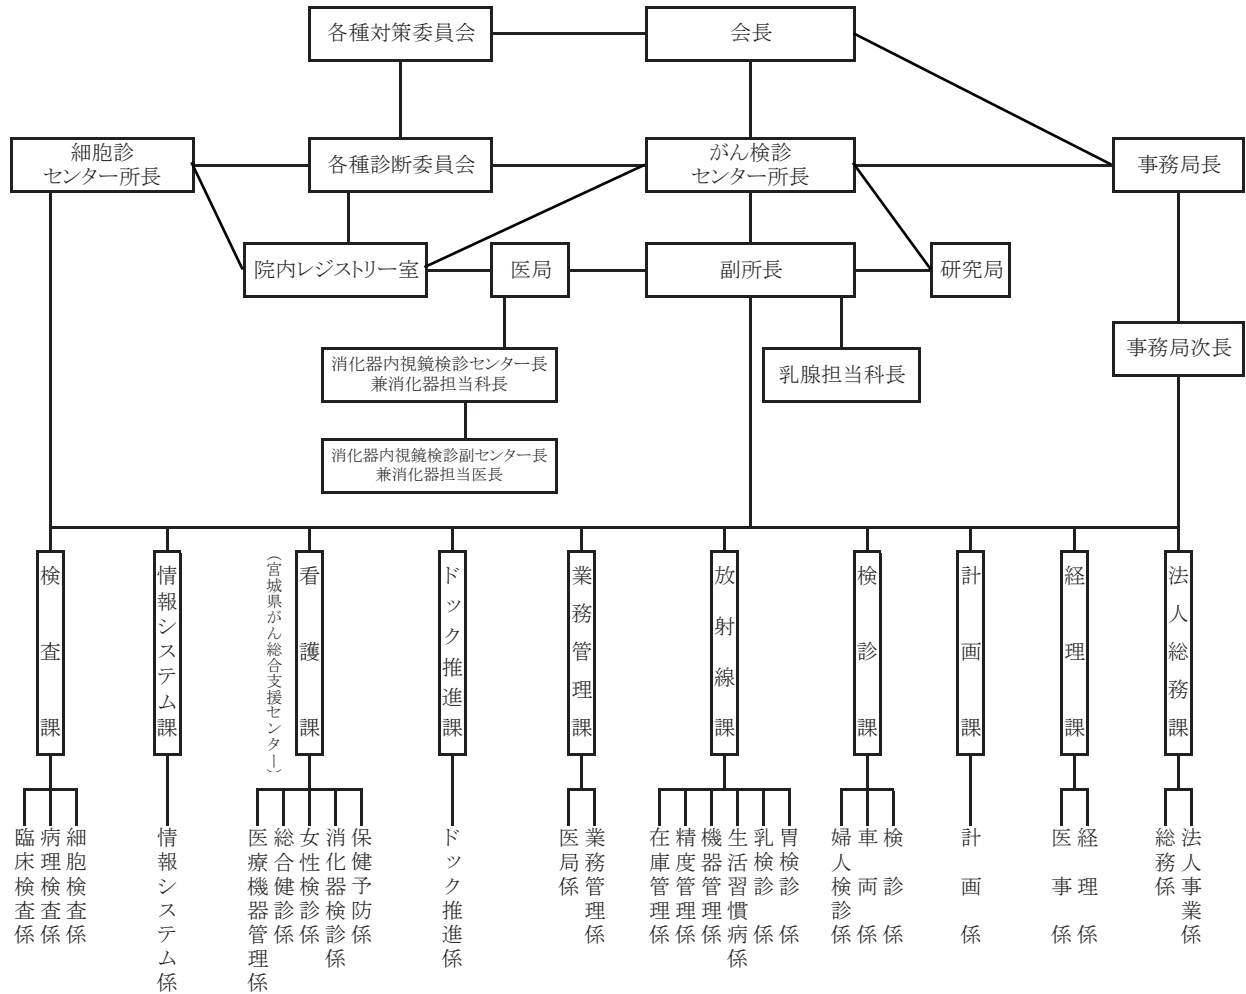 各種対策委員会
会長
細胞診
センター所長
各種診断委員会
がん検診
センター所長
事務局長
院内レジストリー室
医局
副所長
研究局
事務局次長
消化器内視鏡検診センター長
兼消化器担当科長
乳腺担当科長
消化器内視鏡検診副センター長
兼消化器担当医長
検査課
情報システム課
(宮城県がん総合支援センター)
看護課
ドック推進課
業務管理課
放射線課
検診課
計画課
経理課
法人総務課
臨床検査係
病理検査係
細胞検査係
情報システム係
医療機器管理係
総合健診係
女性検診係
消化器検診係
保健予防係
ドック推進係
医局係
業務管理係
在庫管理係
精度管理係
機器管理係
生活習慣病係
乳検診係
胃検診係
婦人検診係
車両係
検診係
計画係
医事係
経理係
総務係
法人事業係